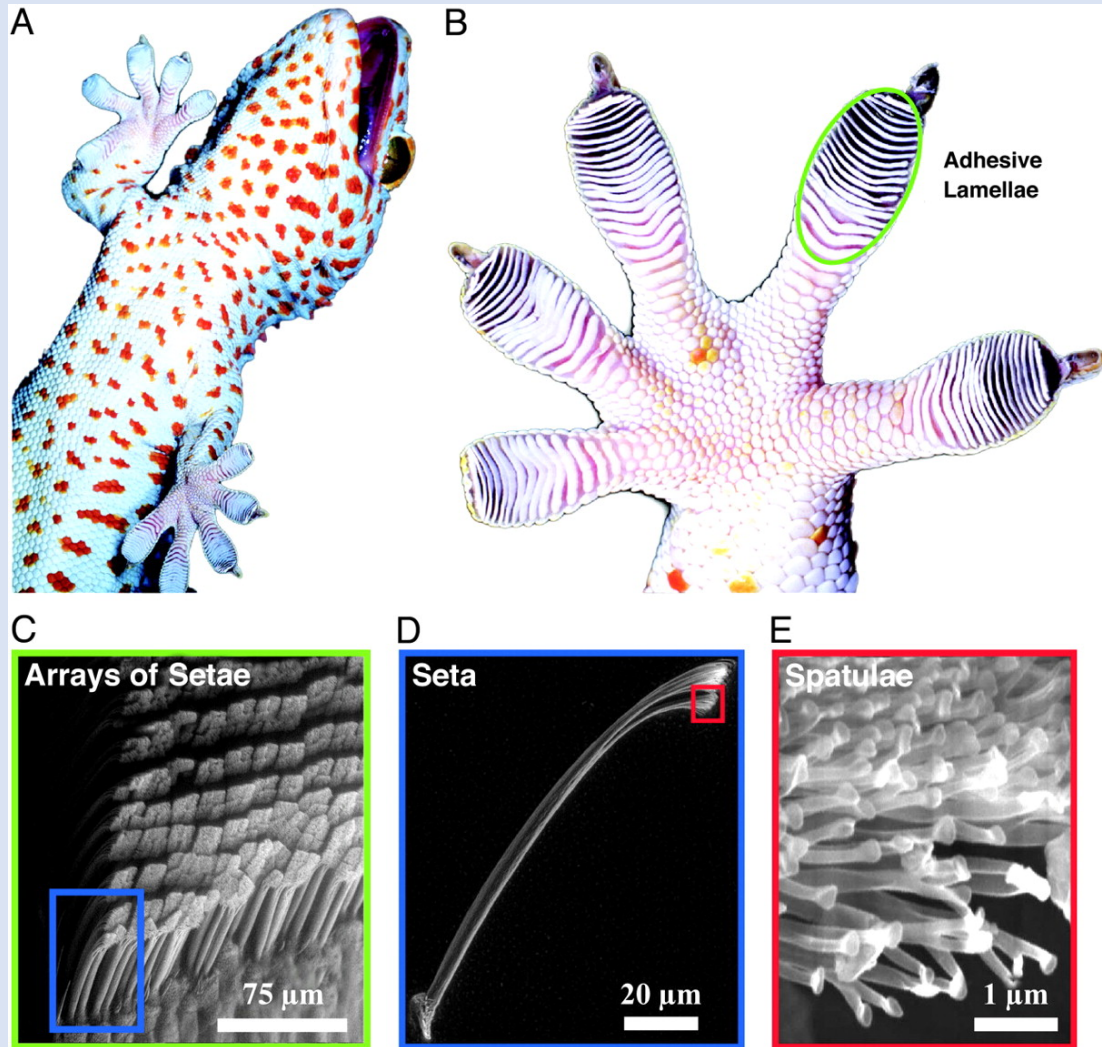 A
B
Adhesive
Lamellae
C
D
E
Arrays of Setae
Seta
Spatulae
75 µm
20 µm
1 µm